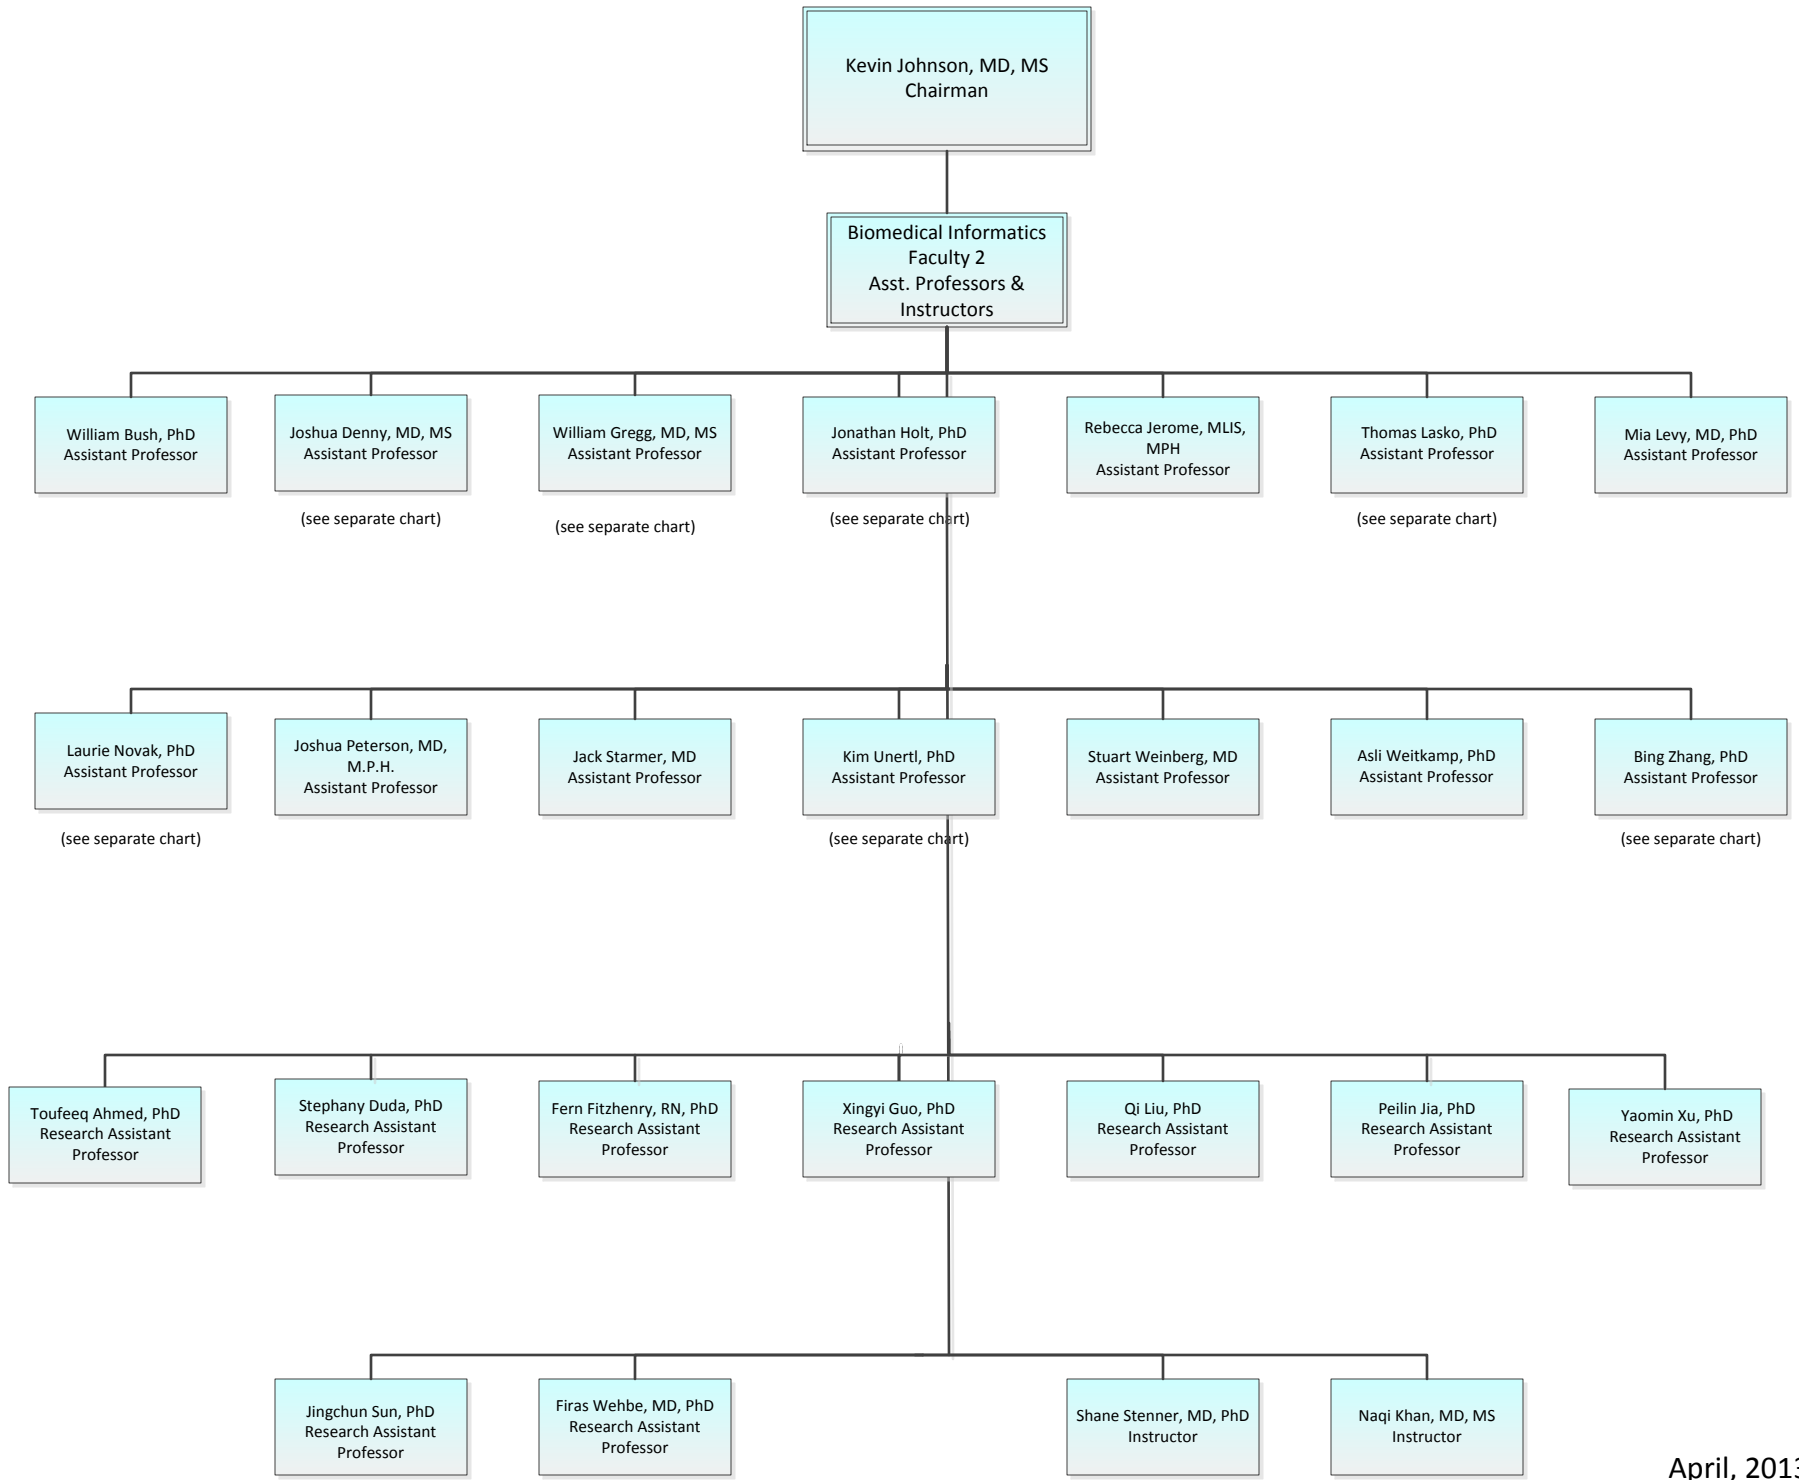 Kevin Johnson, MD, MS
Chairman
Biomedical Informatics
Faculty 2
Asst. Professors &
Instructors
William Bush, PhD
Assistant Professor
Joshua Denny, MD, MS
Assistant Professor
(see separate chart)
William Gregg, MD, MS
Assistant Professor
(see separate chart)
Jonathan Holt, PhD
Assistant Professor
(see separate chart)
Rebecca Jerome, MLIS,
MPH
Assistant Professor
Thomas Lasko, PhD
Assistant Professor
(see separate chart)
Mia Levy, MD, PhD
Assistant Professor
Laurie Novak, PhD
Assistant Professor
(see separate chart)
Joshua Peterson, MD,
M.P.H.
Assistant Professor
Jack Starmer, MD
Assistant Professor
Kim Unertl, PhD
Assistant Professor
(see separate chart)
Stuart Weinberg, MD
Assistant Professor
Asli Weitkamp, PhD
Assistant Professor
Bing Zhang, PhD
Assistant Professor
(see separate chart)
Toufeeq Ahmed, PhD
Research Assistant
Professor
Stephany Duda, PhD
Research Assistant
Professor
Fern Fitzhenry, RN, PhD
Research Assistant
Professor
Xingyi Guo, PhD
Research Assistant
Professor
Qi Liu, PhD
Research Assistant
Professor
Peilin Jia, PhD
Research Assistant
Professor
Yaomin Xu, PhD
Research Assistant
Professor
Jingchun Sun, PhD
Research Assistant
Professor
Firas Wehbe, MD, PhD
Research Assistant
Professor
Shane Stenner, MD, PhD
Instructor
Naqi Khan, MD, MS
Instructor
April, 2013